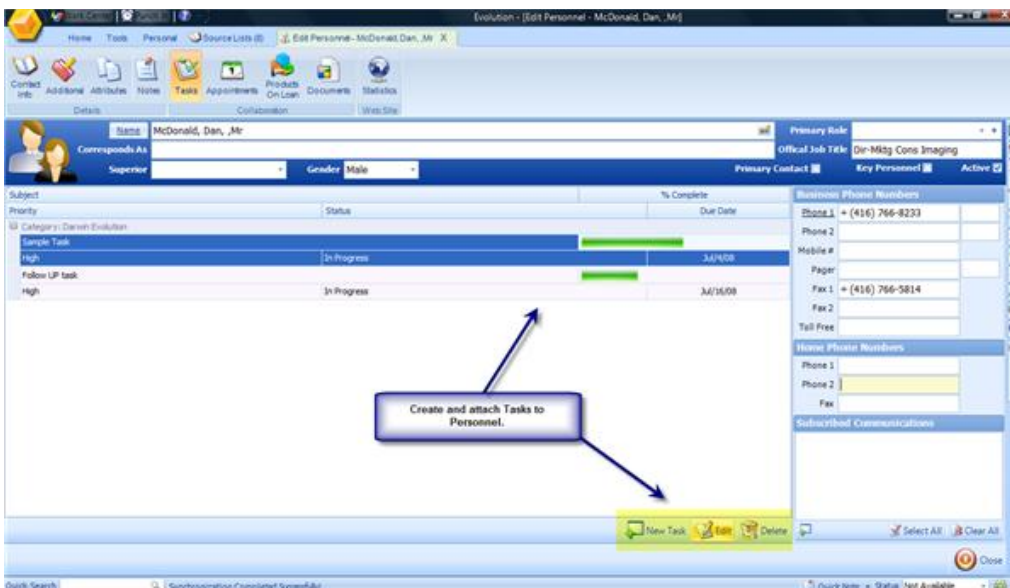 Evolution - [Edit Personnel - McDonald, Dan, ,Mr]
Home Tools Personal Source Lists (8) Edit Personnel - McDonald, Dan, ,Mr X
Contact Info Additional Attributes Notes Tasks Appointments Products On Loan Documents Statistics
Details Collaboration Web Site
Name McDonald, Dan, ,Mr Primary Role
Corresponds As Offical Job Title Dir-Mktg Cons Imaging
Superior Gender Male Primary Contact Key Personnel Active
Subject % Complete
Priority Status Due Date
Category: Darwin Evolution
Sample Task
High In Progress Jul/4/08
Follow UP task
High In Progress Jul/16/08
Business Phone Numbers
Phone 1 + (416) 766-8233
Phone 2
Mobile #
Pager
Fax 1 + (416) 766-5814
Fax 2
Toll Free
Home Phone Numbers
Phone 1
Phone 2
Fax
Subscribed Communications
Create and attach Tasks to
Personnel.
New Task Edit Delete Select All Clear All
Close
Quick Search Synchronization Completed Successfully Quick Note Status Not Available